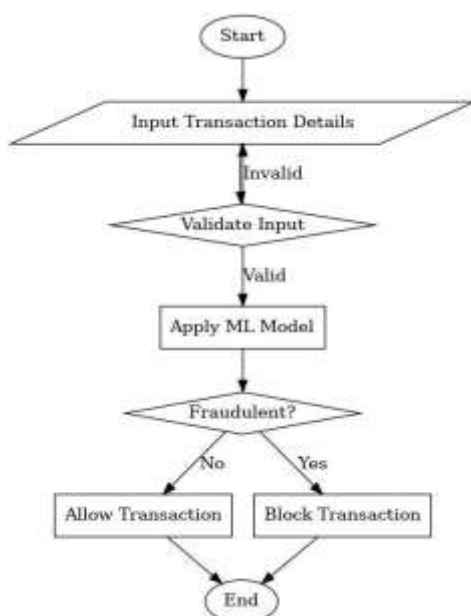 Start
Input Transaction Details
Invalid
Validate Input
Valid
Apply ML Model
Fraudulent?
No
Yes
Allow Transaction
Block Transaction
End